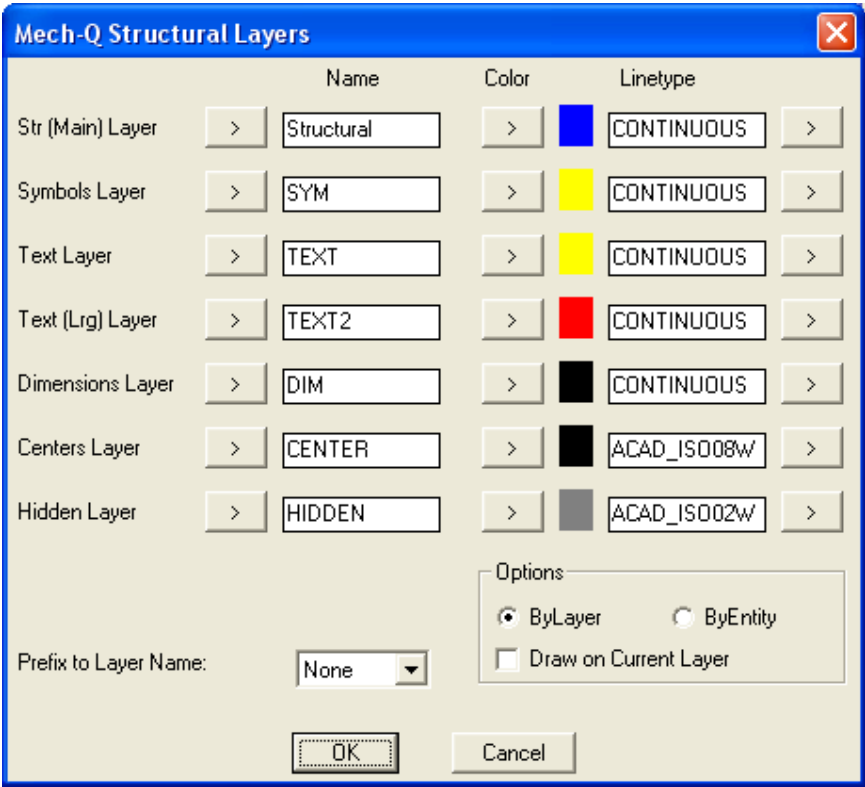 Mech-Q Structural Layers
Name Color Linetype
Str (Main) Layer > Structural > CONTINUOUS >
Symbols Layer > SYM > CONTINUOUS >
Text Layer > TEXT > CONTINUOUS >
Text (Lrg) Layer > TEXT2 > CONTINUOUS >
Dimensions Layer > DIM > CONTINUOUS >
Centers Layer > CENTER > ACAD_ISO08W >
Hidden Layer > HIDDEN > ACAD_ISO02W >
Options
ByLayer ByEntity
Prefix to Layer Name: None Draw on Current Layer
OK Cancel